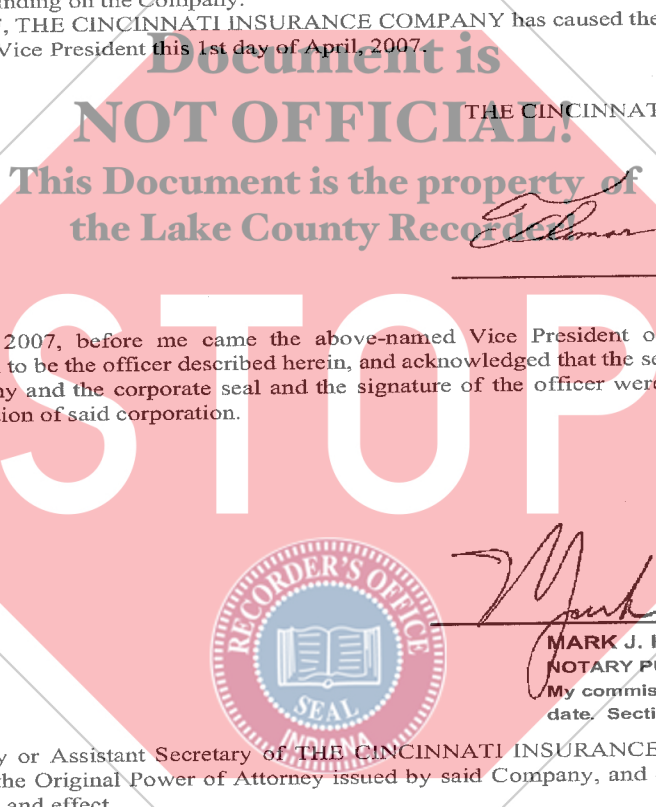 nding on the Company.
, THE CINCINNATI INSURANCE COMPANY has caused the
Vice President this 1st day of April, 2007.
Document is
NOT OFFICIAL!
THE CINCINNAT
This Document is the property of
the Lake County Recorder!
STOP
2007, before me came the above-named Vice President o
to be the officer described herein, and acknowledged that the se
ny and the corporate seal and the signature of the officer were
tion of said corporation.
RECORDER'S OFFICE
SEAL
INDIANA
Mark
MARK J. H
NOTARY PU
My commis
date. Secti
y or Assistant Secretary of THE CINCINNATI INSURANCE
the Original Power of Attorney issued by said Company, and
and effect.